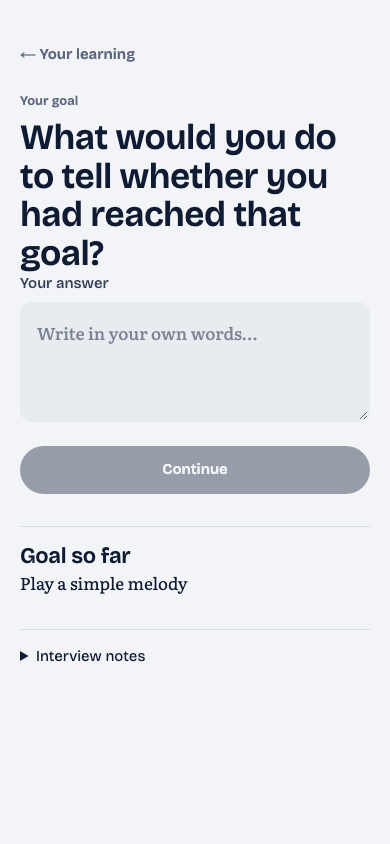 ← Your learning
Your goal
What would you do
to tell whether you
had reached that
goal?
Your answer
Write in your own words...
Continue
Goal so far
Play a simple melody
Interview notes